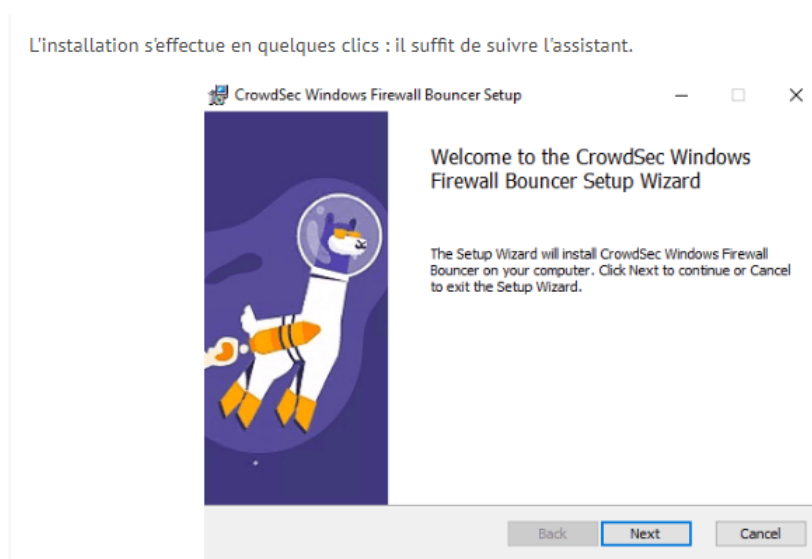 L'installation s'effectue en quelques clics : il suffit de suivre l'assistant.
CrowdSec Windows Firewall Bouncer Setup
Welcome to the CrowdSec Windows
Firewall Bouncer Setup Wizard
The Setup Wizard will install CrowdSec Windows Firewall
Bouncer on your computer. Click Next to continue or Cancel
to exit the Setup Wizard.
Back Next Cancel